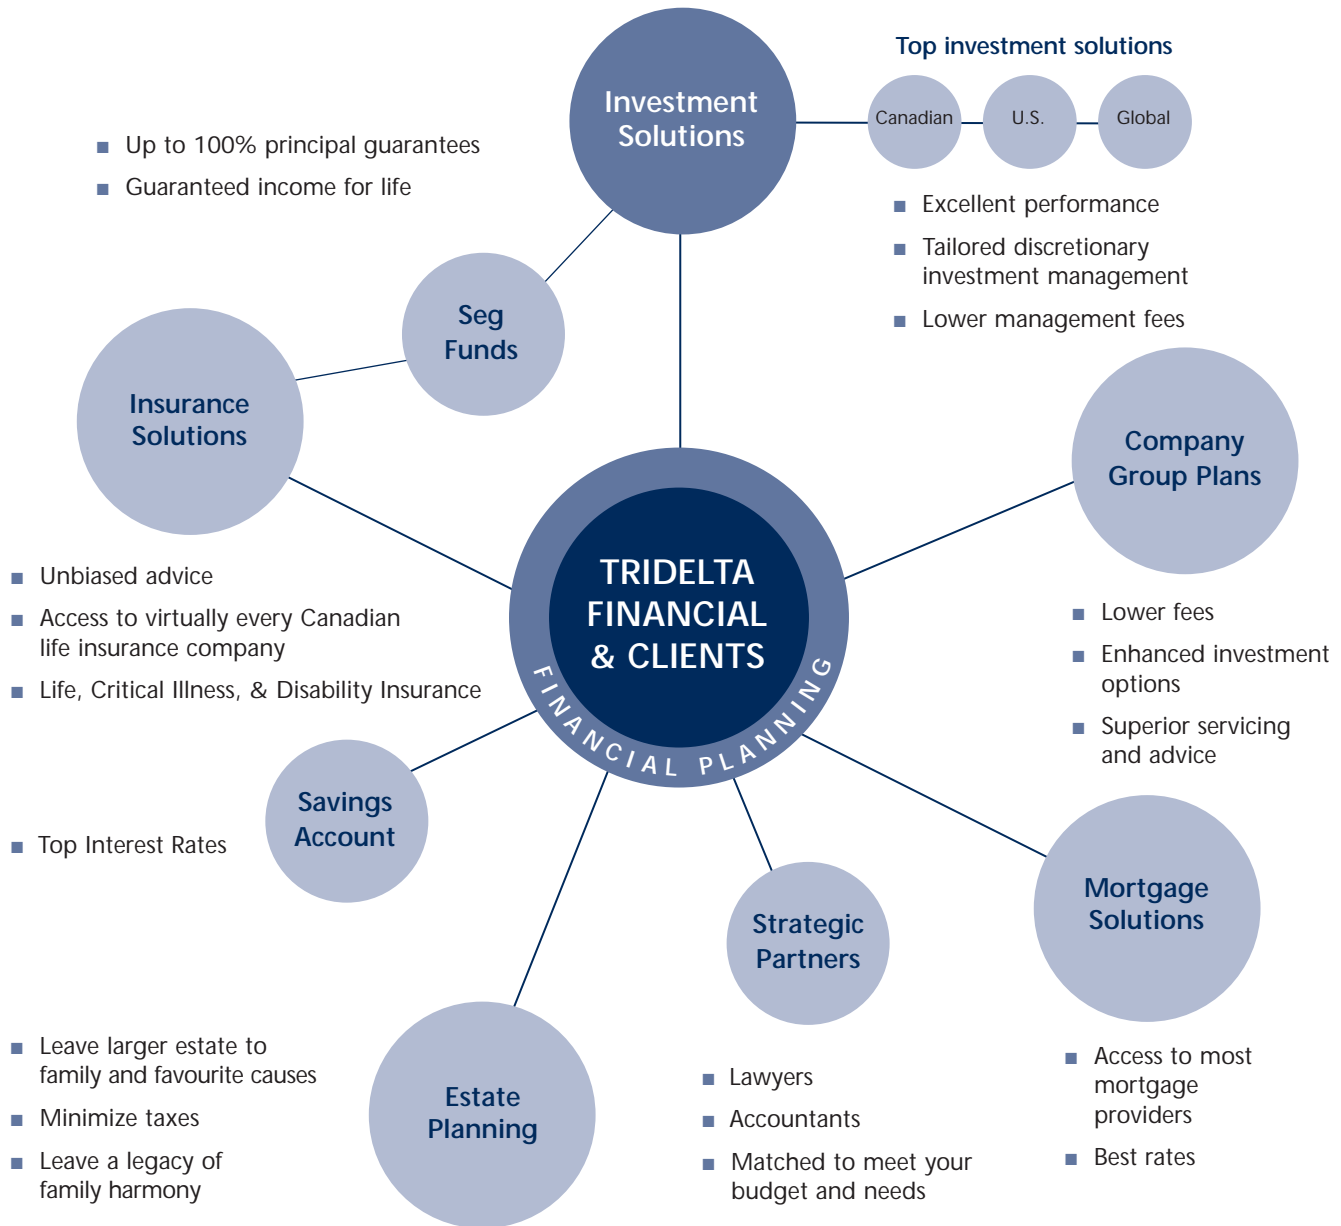 Top investment solutions
Investment
Solutions
Canadian
U.S.
Global
■ Up to 100% principal guarantees
■ Guaranteed income for life
■ Excellent performance
■ Tailored discretionary
investment management
■ Lower management fees
Seg
Funds
Insurance
Solutions
Company
Group Plans
TRIDELTA
FINANCIAL
& CLIENTS
FINANCIAL PLANNING
■ Unbiased advice
■ Access to virtually every Canadian
life insurance company
■ Life, Critical Illness, & Disability Insurance
■ Lower fees
■ Enhanced investment
options
■ Superior servicing
and advice
Savings
Account
■ Top Interest Rates
Strategic
Partners
Mortgage
Solutions
Estate
Planning
■ Leave larger estate to
family and favourite causes
■ Minimize taxes
■ Leave a legacy of
family harmony
■ Lawyers
■ Accountants
■ Matched to meet your
budget and needs
■ Access to most
mortgage
providers
■ Best rates